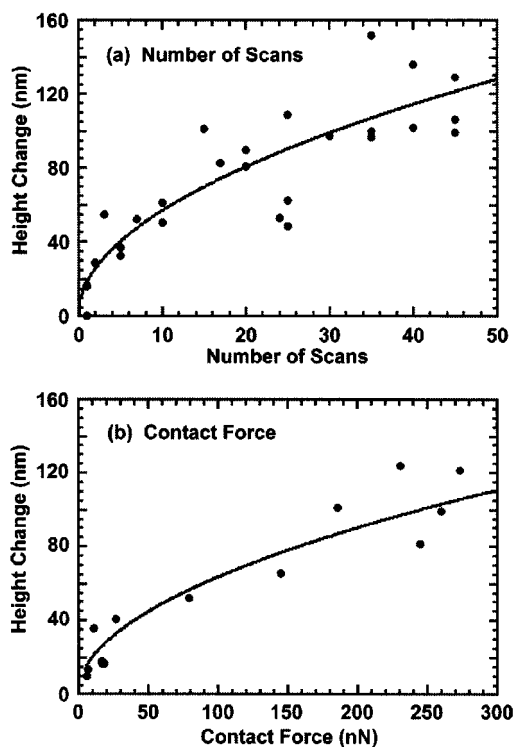 160
(a) Number of Scans
120
80
40
0
Height Change (nm)
0 10 20 30 40 50
Number of Scans
160
(b) Contact Force
120
80
40
0
Height Change (nm)
0 50 100 150 200 250 300
Contact Force (nN)